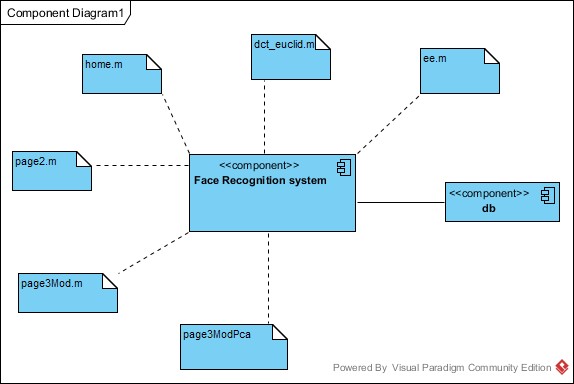 Component Diagram1
dct_euclid.m
home.m
ee.m
page2.m
<<component>>
Face Recognition system
<<component>>
db
page3Mod.m
page3ModPca
Powered By Visual Paradigm Community Edition